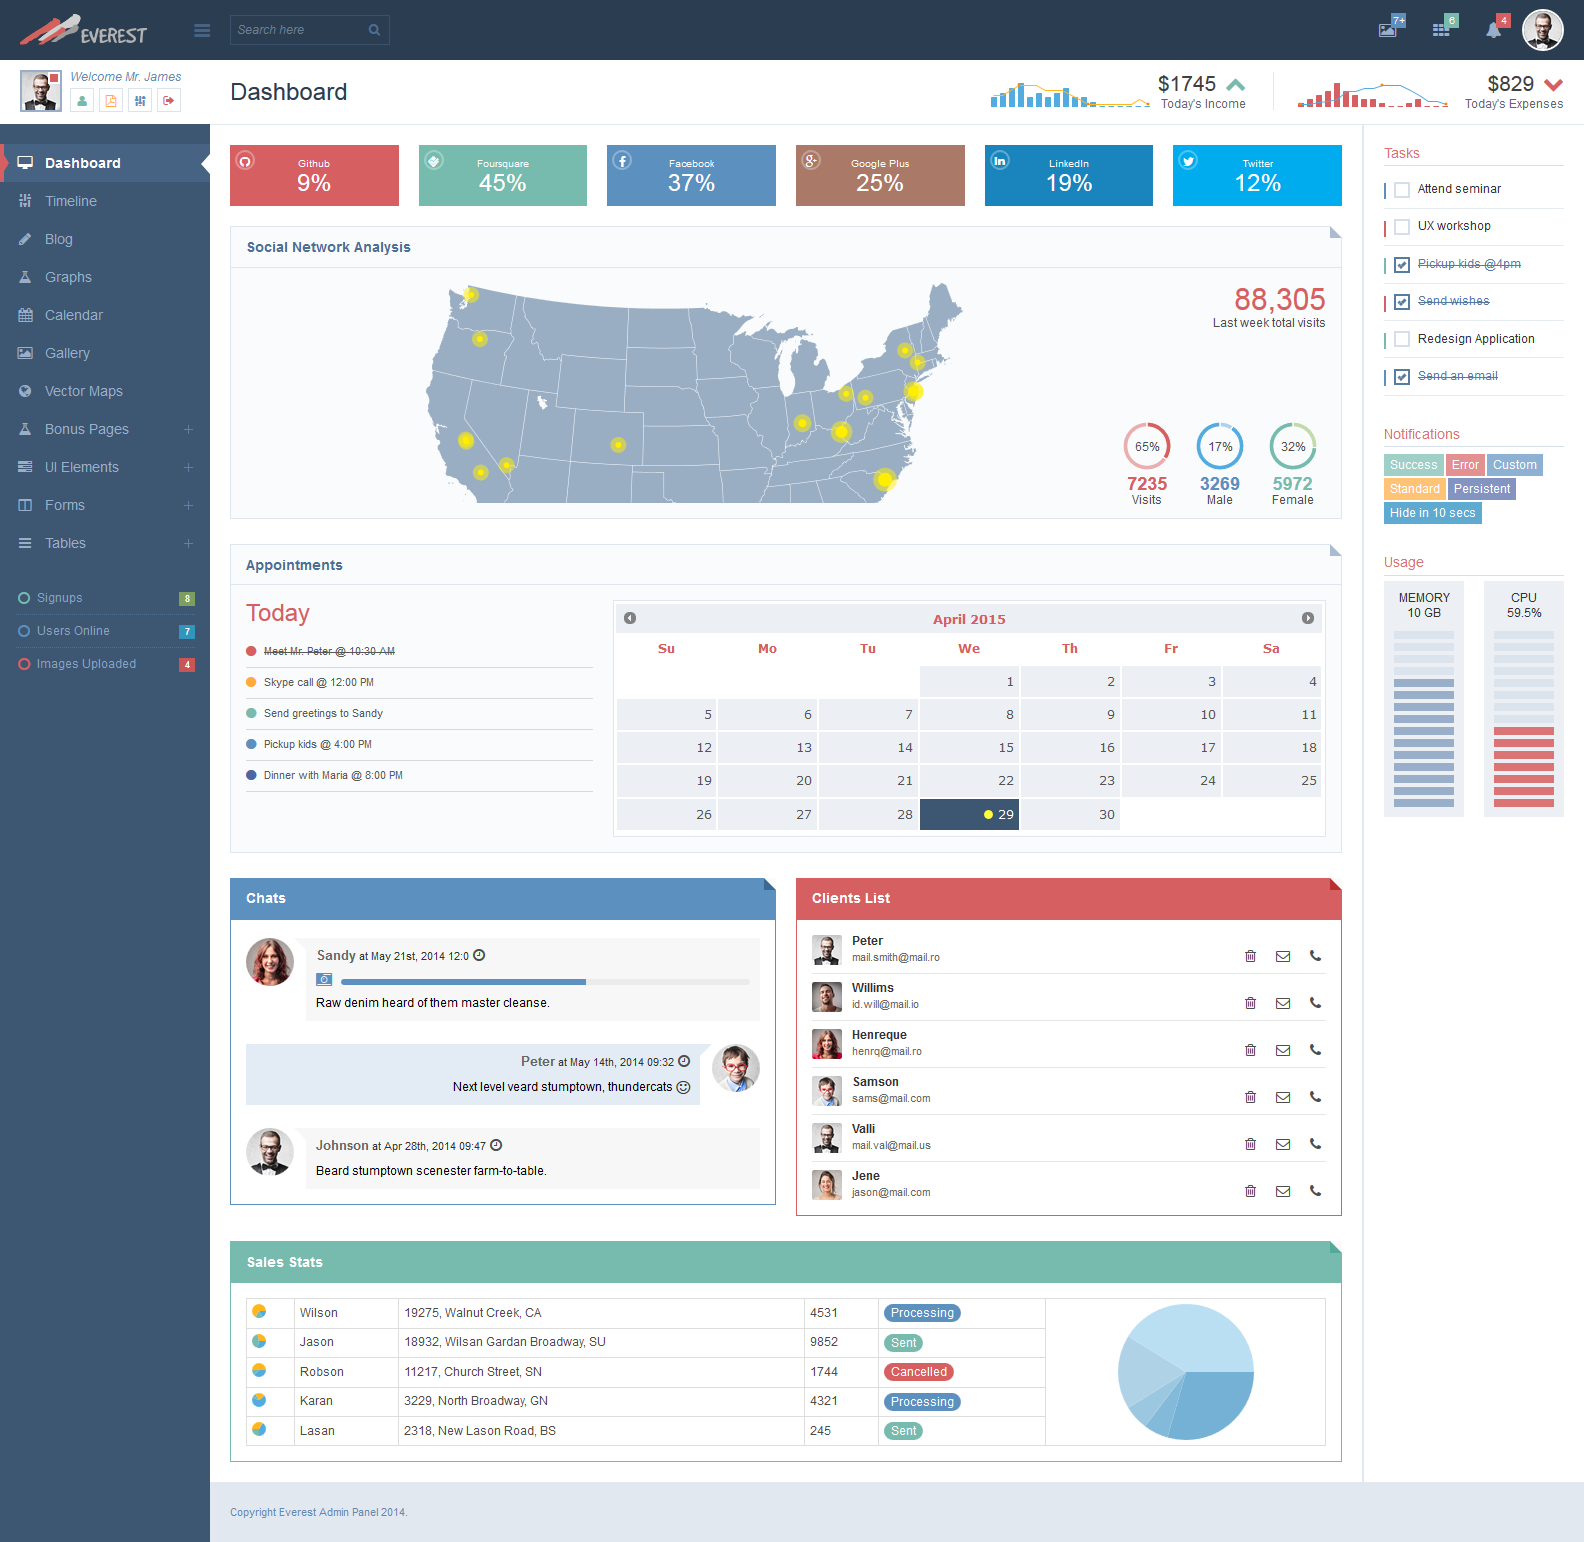 EVEREST
Search here
7+
6
4
Welcome Mr. James
Dashboard
$1745
Today's Income
$829
Today's Expenses
Dashboard
Timeline
Blog
Graphs
Calendar
Gallery
Vector Maps
Bonus Pages +
UI Elements +
Forms +
Tables +
Signups 8
Users Online 7
Images Uploaded 4
Github
9%
Foursquare
45%
Facebook
37%
Google Plus
25%
LinkedIn
19%
Twitter
12%
Social Network Analysis
88,305
Last week total visits
65% 17% 32%
7235 3269 5972
Visits Male Female
Appointments
Today
Meet Mr. Peter @ 10:30 AM
Skype call @ 12:00 PM
Send greetings to Sandy
Pickup kids @ 4:00 PM
Dinner with Maria @ 8:00 PM
April 2015
Su Mo Tu We Th Fr Sa
1 2 3 4
5 6 7 8 9 10 11
12 13 14 15 16 17 18
19 20 21 22 23 24 25
26 27 28 29 30
Chats
Sandy at May 21st, 2014 12:0
Raw denim heard of them master cleanse.
Peter at May 14th, 2014 09:32
Next level veard stumptown, thundercats
Johnson at Apr 28th, 2014 09:47
Beard stumptown scenester farm-to-table.
Clients List
Peter
mail.smith@mail.ro
Willims
id.will@mail.io
Henreque
henrq@mail.ro
Samson
sams@mail.com
Valli
mail.val@mail.us
Jene
jason@mail.com
Sales Stats
Wilson 19275, Walnut Creek, CA 4531 Processing
Jason 18932, Wilsan Gardan Broadway, SU 9852 Sent
Robson 11217, Church Street, SN 1744 Cancelled
Karan 3229, North Broadway, GN 4321 Processing
Lasan 2318, New Lason Road, BS 245 Sent
Tasks
Attend seminar
UX workshop
Pickup kids @4pm
Send wishes
Redesign Application
Send an email
Notifications
Success Error Custom
Standard Persistent
Hide in 10 secs
Usage
MEMORY
10 GB
CPU
59.5%
Copyright Everest Admin Panel 2014.